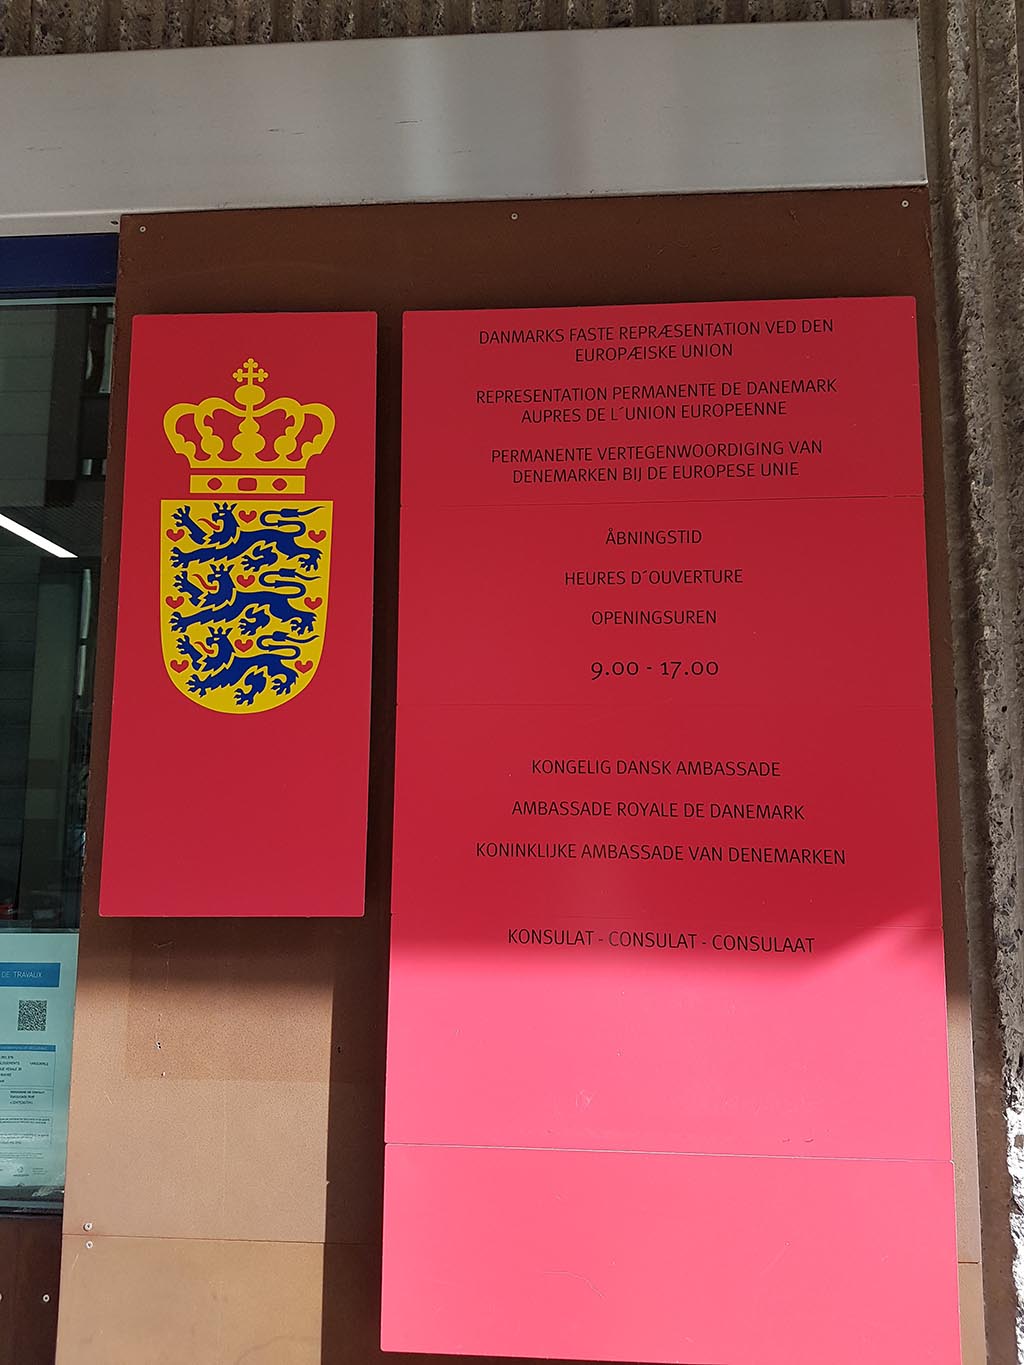 DANMARKS FASTE REPRÆSENTATION VED DEN
EUROPÆISKE UNION
REPRESENTATION PERMANENTE DE DANEMARK
AUPRES DE L´UNION EUROPEENNE
PERMANENTE VERTEGENWOORDIGING VAN
DENEMARKEN BIJ DE EUROPESE UNIE
ÅBNINGSTID
HEURES D´OUVERTURE
OPENINGSUREN
9.00 - 17.00
KONGELIG DANSK AMBASSADE
AMBASSADE ROYALE DE DANEMARK
KONINKLIJKE AMBASSADE VAN DENEMARKEN
KONSULAT - CONSULAT - CONSULAAT
DE TRAVAUX